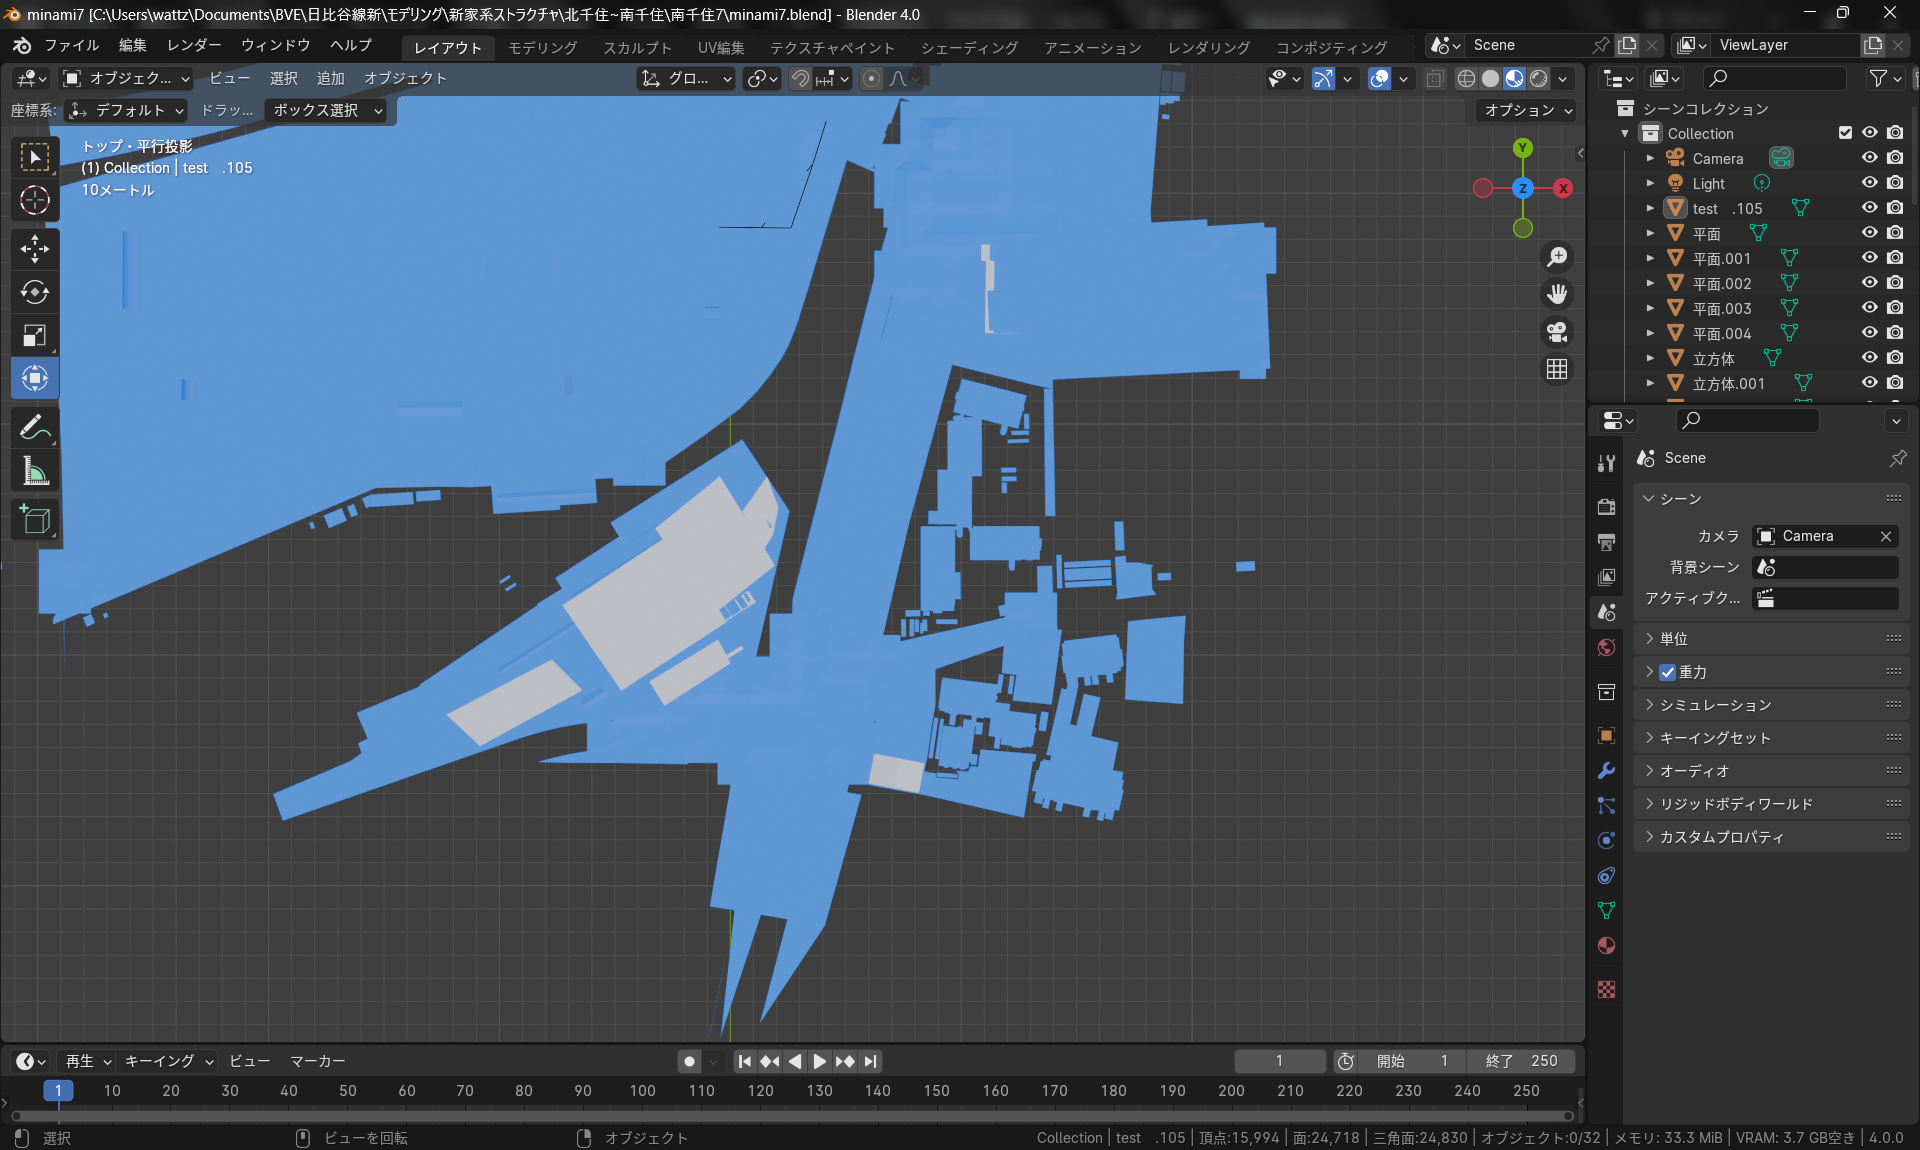 minami7 [C:\Users\wattz\Documents\BVE\日比谷線新\モデリング\新家系ストラクチャ\北千住~南千住\南千住7\minami7.blend] - Blender 4.0
ファイル 編集 レンダー ウィンドウ ヘルプ レイアウト モデリング スカルプト UV編集 テクスチャペイント シェーディング アニメーション レンダリング コンポジティング Scene ViewLayer
オブジェク... ビュー 選択 追加 オブジェクト グロ...
座標系: デフォルト ドラッ... ボックス選択 オプション
トップ・平行投影
(1) Collection | test .105
10メートル
Y
Z X
シーンコレクション
Collection
Camera
Light
test .105
平面
平面.001
平面.002
平面.003
平面.004
立方体
立方体.001
Scene
シーン
カメラ Camera
背景シーン
アクティブク...
単位
重力
シミュレーション
キーイングセット
オーディオ
リジッドボディワールド
カスタムプロパティ
再生 キーイング ビュー マーカー 1 開始 1 終了 250
1 10 20 30 40 50 60 70 80 90 100 110 120 130 140 150 160 170 180 190 200 210 220 230 240 250
選択 ビューを回転 オブジェクト Collection | test .105 | 頂点:15,994 | 面:24,718 | 三角面:24,830 | オブジェクト:0/32 | メモリ: 33.3 MiB | VRAM: 3.7 GB空き | 4.0.0